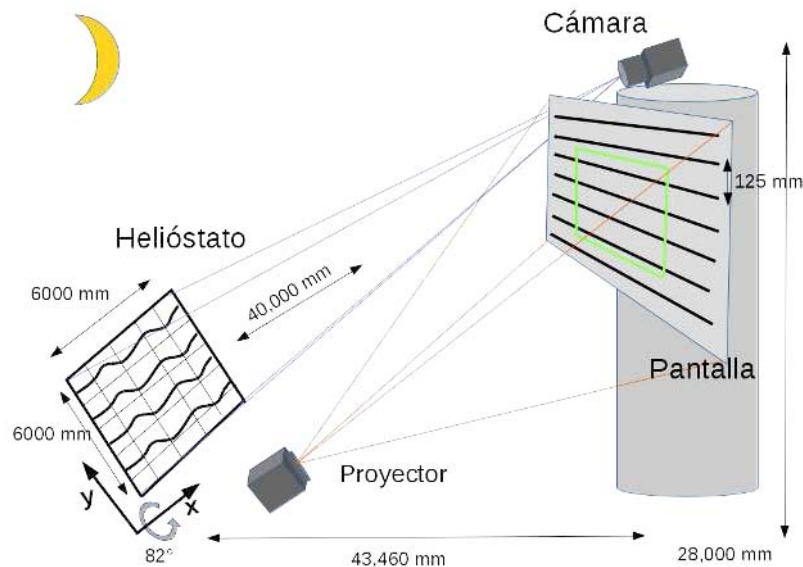 Cámara
125 mm
Helióstato
6000 mm
40,000 mm
6000 mm
Pantalla
Proyector
y
x
82°
43,460 mm
28,000 mm